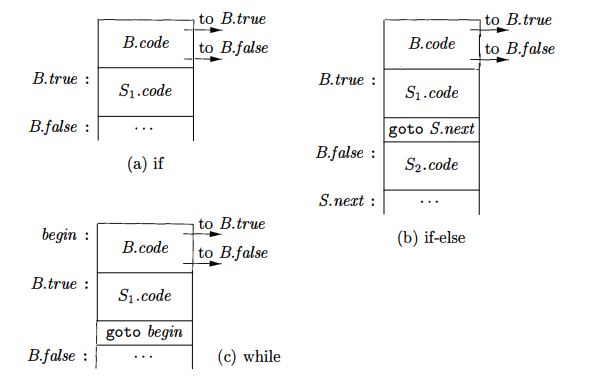 to B.true
B.code
to B.false
B.true :
S₁.code
B.false :
...
(a) if
to B.true
B.code
to B.false
B.true :
S₁.code
goto S.next
B.false :
S₂.code
S.next :
...
(b) if-else
to B.true
begin :
B.code
to B.false
B.true :
S₁.code
goto begin
B.false :
...
(c) while